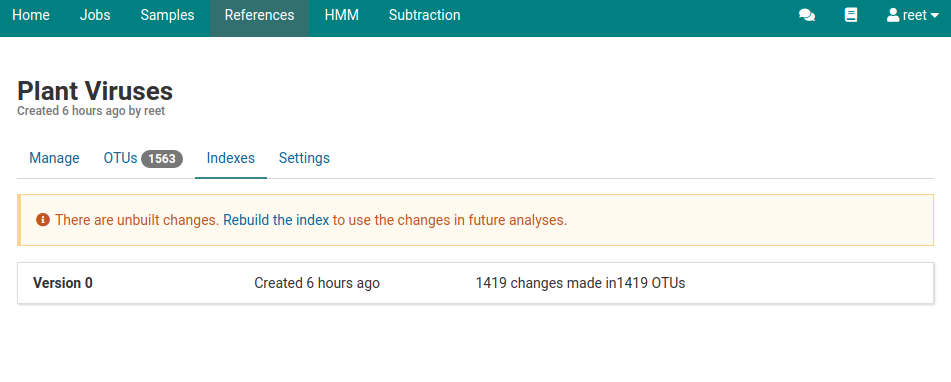 Home Jobs Samples References HMM Subtraction reet
Plant Viruses
Created 6 hours ago by reet
Manage OTUs 1563 Indexes Settings
There are unbuilt changes. Rebuild the index to use the changes in future analyses.
Version 0 Created 6 hours ago 1419 changes made in1419 OTUs